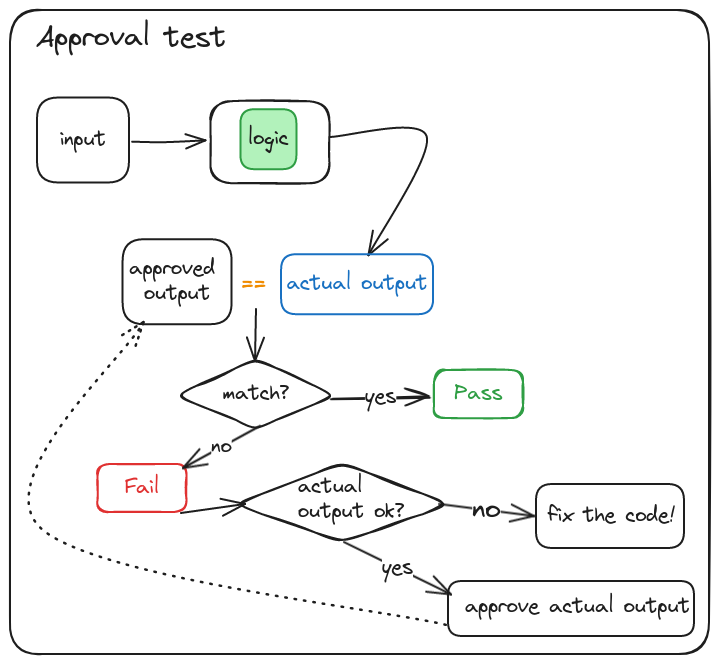 Approval test
input
logic
approved
output
==
actual output
match?
yes
Pass
no
Fail
actual
output ok?
no
fix the code!
yes
approve actual output